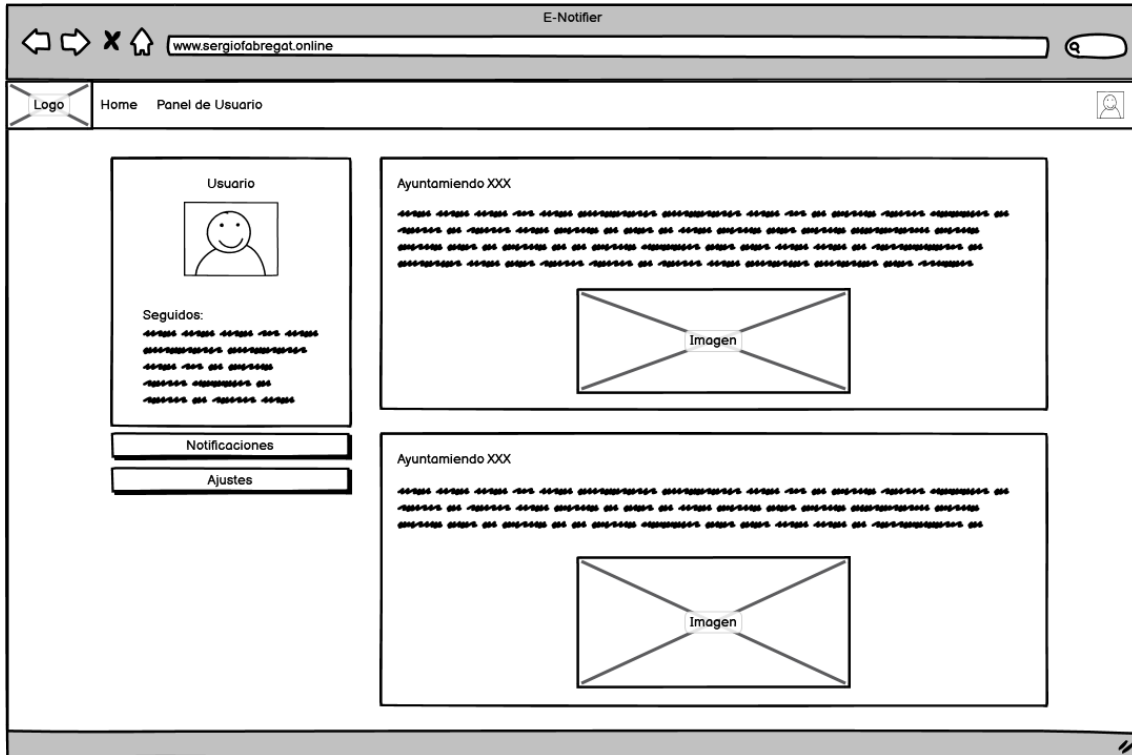 E-Notifier
www.sergiofabregat.online
Logo
Home
Panel de Usuario
Usuario
Seguidos:
Notificaciones
Ajustes
Ayuntamiendo XXX
Imagen
Ayuntamiendo XXX
Imagen